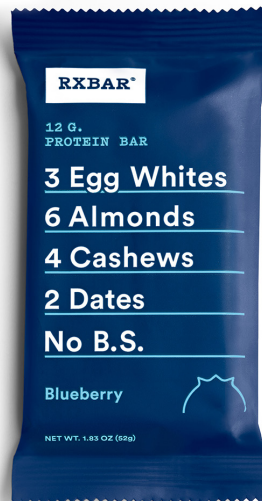 RXBAR®
12 G.
PROTEIN BAR
3 Egg Whites
6 Almonds
4 Cashews
2 Dates
No B.S.
Blueberry
NET WT. 1.83 OZ (52g)